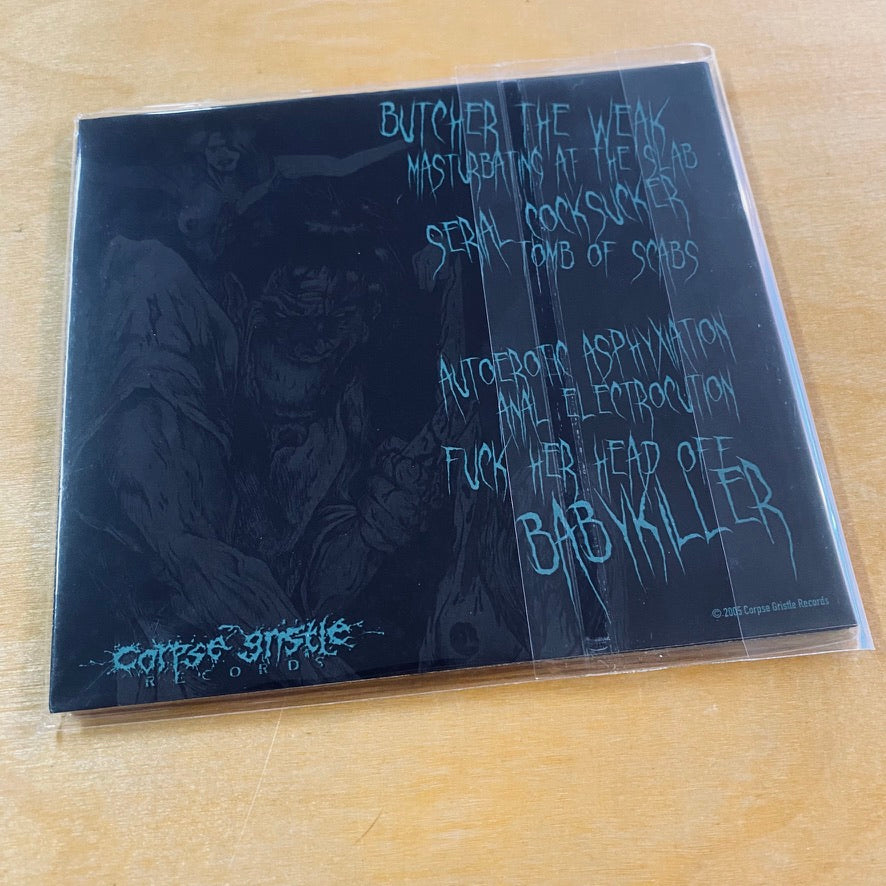 BUTCHER THE WEAK
MASTURBATING AT THE SLAB
SERIAL COCKSUCKER
TOMB OF SCABS
AUTOEROTIC ASPHYXIATION
ANAL ELECTROCUTION
FUCK HER HEAD OFF
BABYKILLER
© 2005 Corpse Gristle Records
corpse gristle
RECORDS